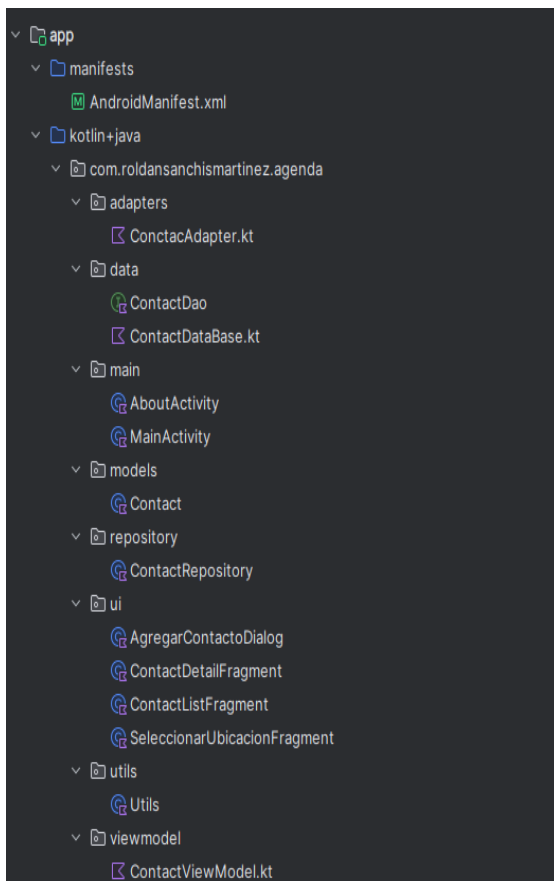 app
manifests
AndroidManifest.xml
kotlin+java
com.roldansanchismartinez.agenda
adapters
ConctacAdapter.kt
data
ContactDao
ContactDataBase.kt
main
AboutActivity
MainActivity
models
Contact
repository
ContactRepository
ui
AgregarContactoDialog
ContactDetailFragment
ContactListFragment
SeleccionarUbicacionFragment
utils
Utils
viewmodel
ContactViewModel.kt